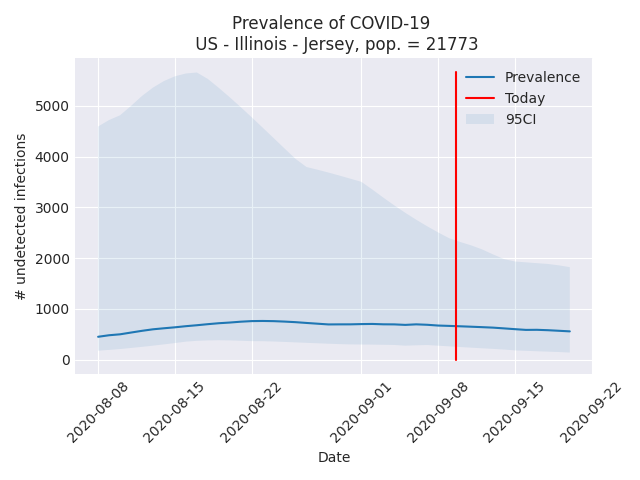 Prevalence of COVID-19
US - Illinois - Jersey, pop. = 21773
Prevalence
Today
95CI
# undetected infections
5000
4000
3000
2000
1000
0
2020-08-08
2020-08-15
2020-08-22
2020-09-01
2020-09-08
2020-09-15
2020-09-22
Date